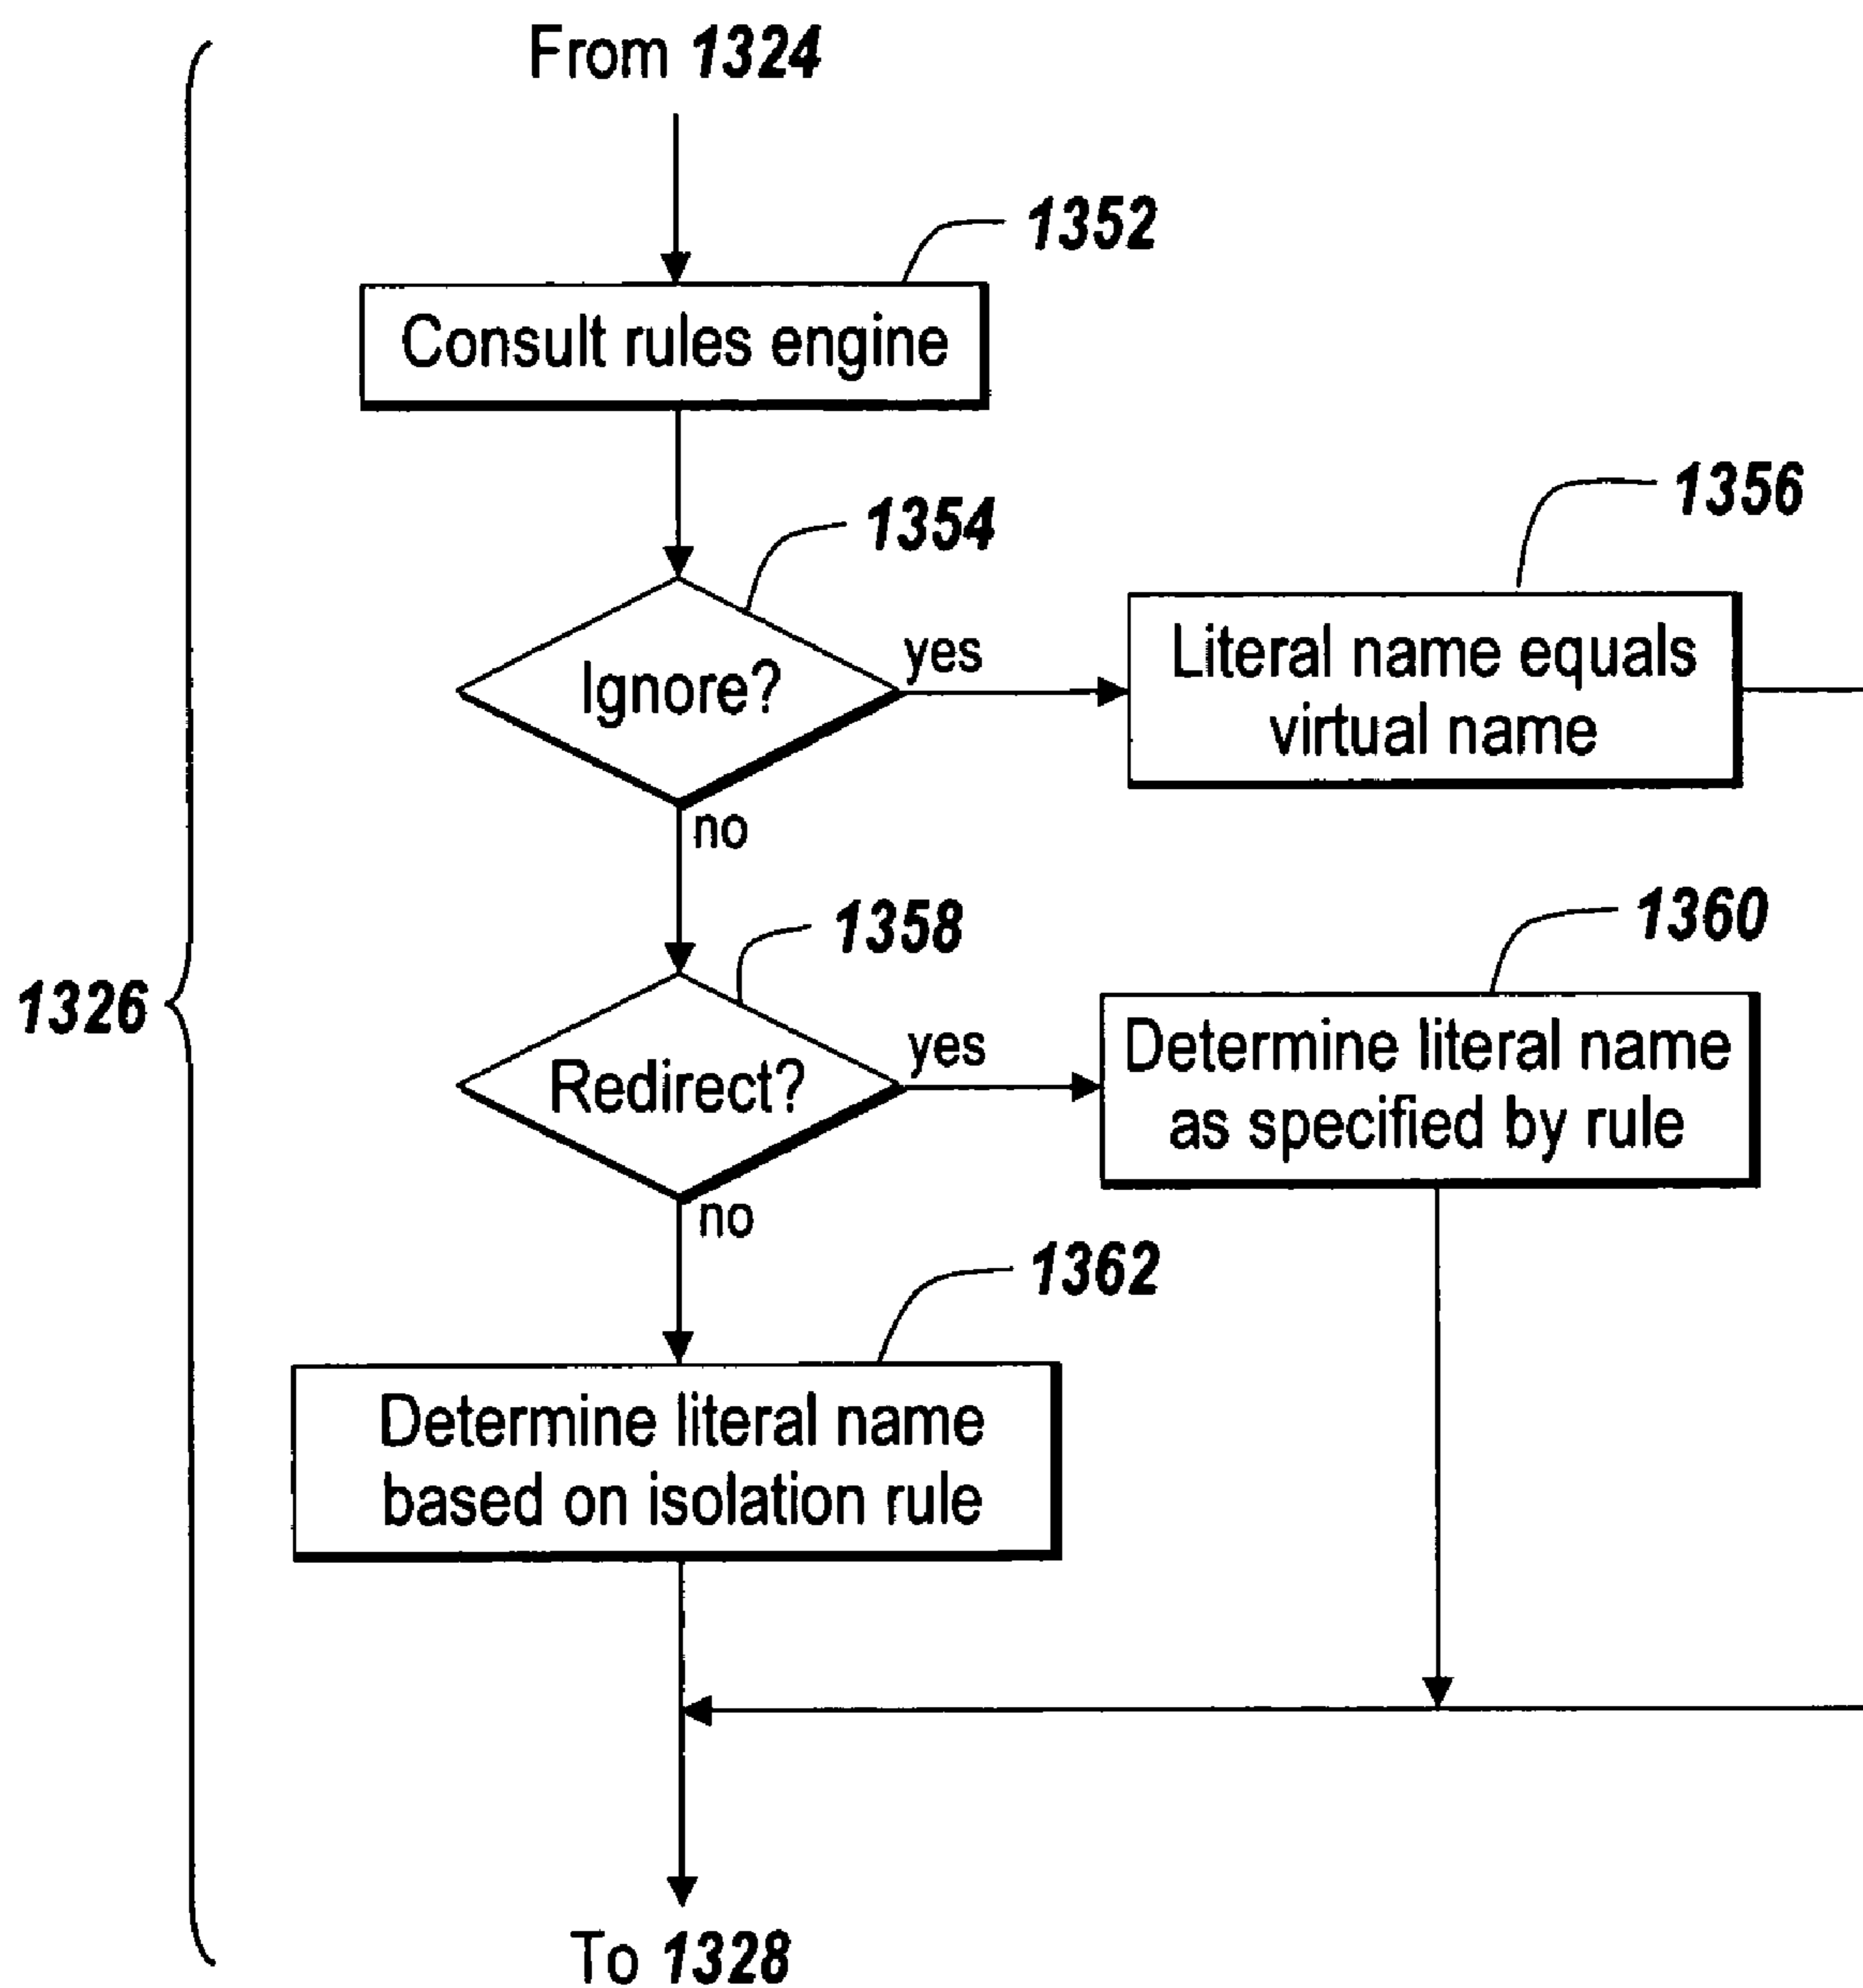 From 1324
1352
Consult rules engine
1354
1356
Ignore?
yes
Literal name equals
virtual name
no
1358
1360
1326
Redirect?
yes
Determine literal name
as specified by rule
no
1362
Determine literal name
based on isolation rule
To 1328